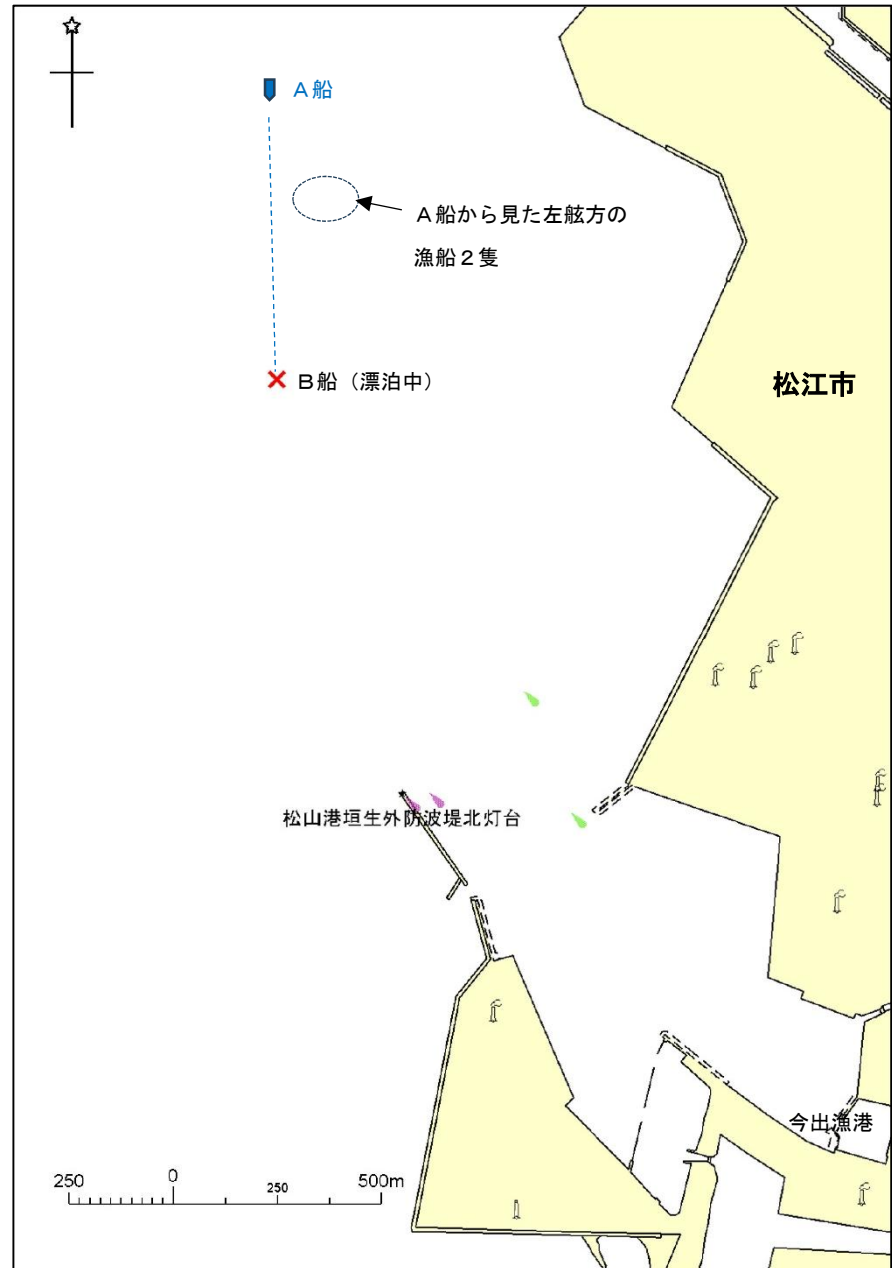 A船
A船から見た左舷方の
漁船2隻
B船（漂泊中）
松江市
松山港垣生外防波堤北灯台
今出漁港
250 0 250 500m